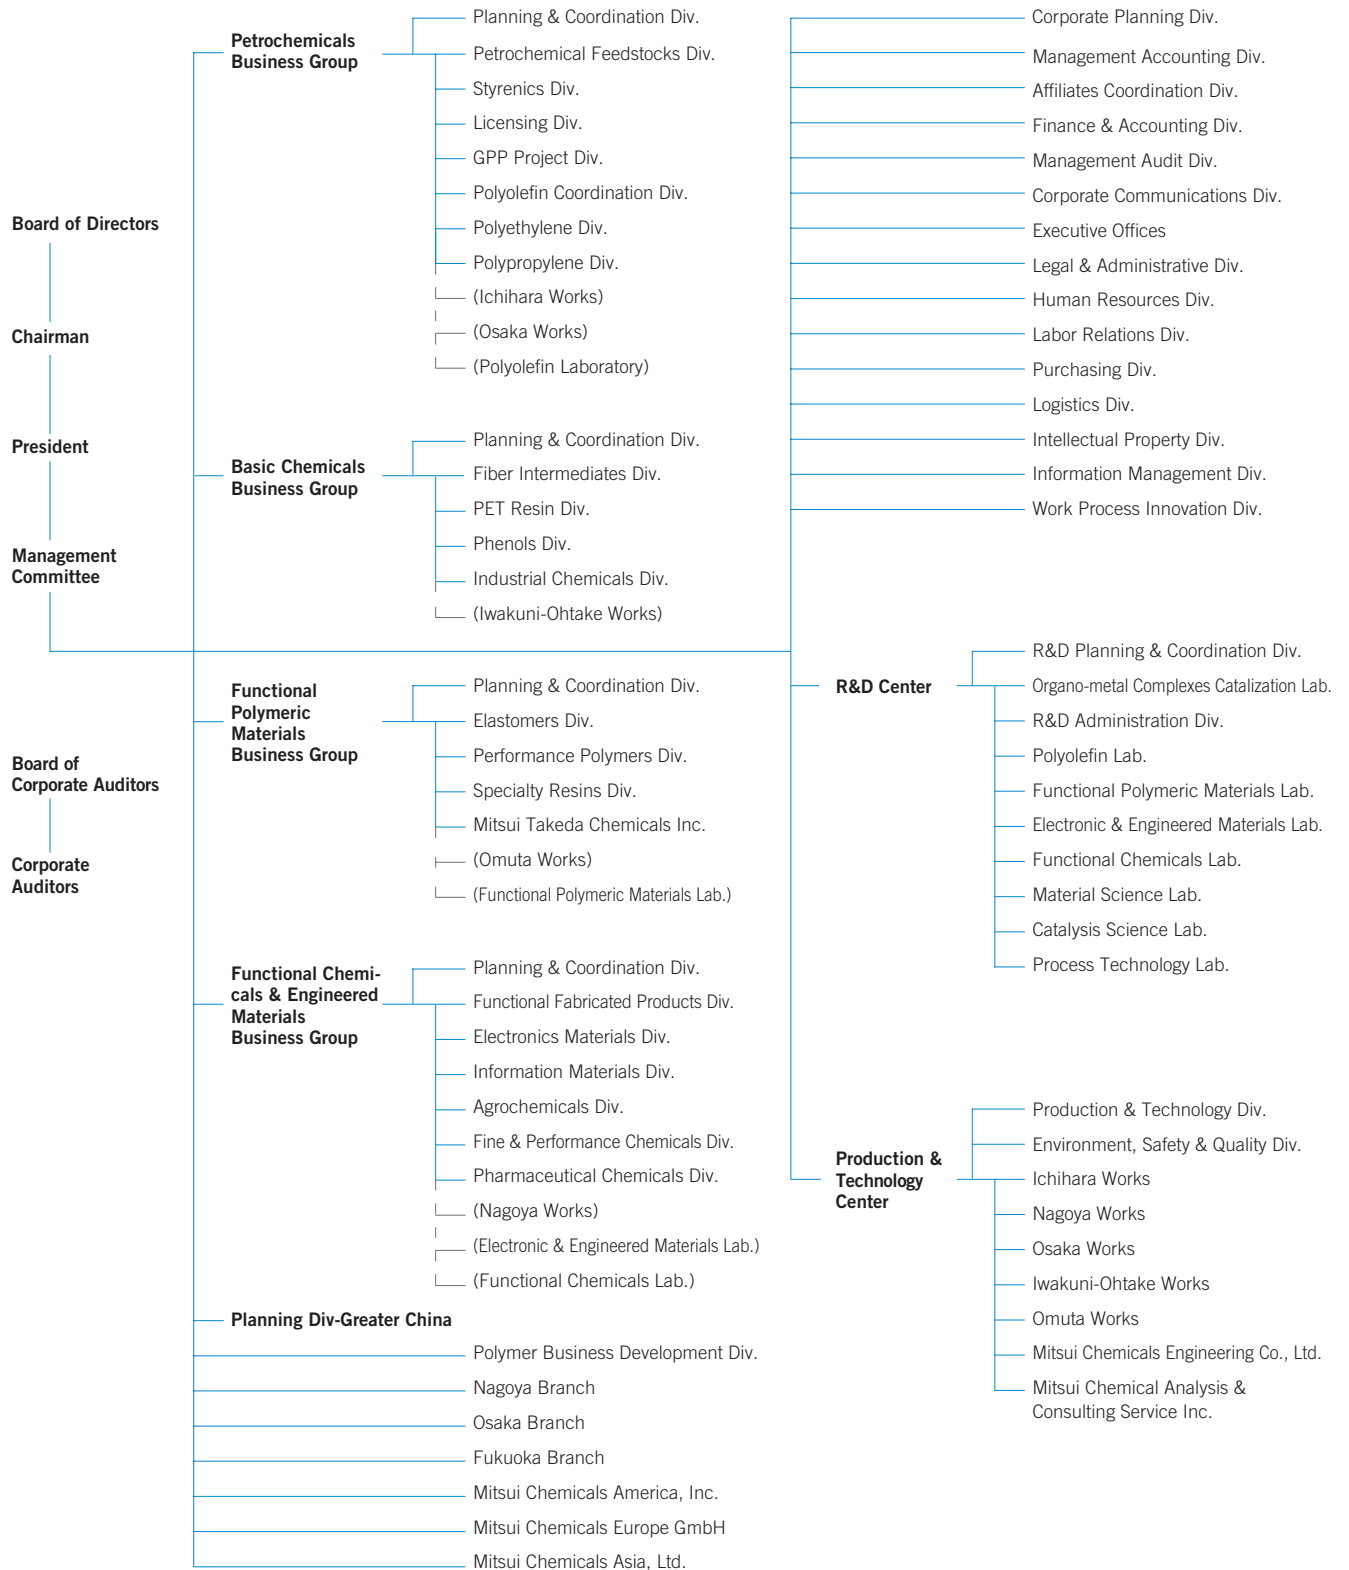 Board of Directors
Chairman
President
Management
Committee
Board of
Corporate Auditors
Corporate
Auditors
Petrochemicals
Business Group
Planning & Coordination Div.
Petrochemical Feedstocks Div.
Styrenics Div.
Licensing Div.
GPP Project Div.
Polyolefin Coordination Div.
Polyethylene Div.
Polypropylene Div.
(Ichihara Works)
(Osaka Works)
(Polyolefin Laboratory)
Basic Chemicals
Business Group
Planning & Coordination Div.
Fiber Intermediates Div.
PET Resin Div.
Phenols Div.
Industrial Chemicals Div.
(Iwakuni-Ohtake Works)
Functional
Polymeric
Materials
Business Group
Planning & Coordination Div.
Elastomers Div.
Performance Polymers Div.
Specialty Resins Div.
Mitsui Takeda Chemicals Inc.
(Omuta Works)
(Functional Polymeric Materials Lab.)
Functional Chemi-
cals & Engineered
Materials
Business Group
Planning & Coordination Div.
Functional Fabricated Products Div.
Electronics Materials Div.
Information Materials Div.
Agrochemicals Div.
Fine & Performance Chemicals Div.
Pharmaceutical Chemicals Div.
(Nagoya Works)
(Electronic & Engineered Materials Lab.)
(Functional Chemicals Lab.)
Planning Div-Greater China
Polymer Business Development Div.
Nagoya Branch
Osaka Branch
Fukuoka Branch
Mitsui Chemicals America, Inc.
Mitsui Chemicals Europe GmbH
Mitsui Chemicals Asia, Ltd.
Corporate Planning Div.
Management Accounting Div.
Affiliates Coordination Div.
Finance & Accounting Div.
Management Audit Div.
Corporate Communications Div.
Executive Offices
Legal & Administrative Div.
Human Resources Div.
Labor Relations Div.
Purchasing Div.
Logistics Div.
Intellectual Property Div.
Information Management Div.
Work Process Innovation Div.
R&D Center
R&D Planning & Coordination Div.
Organo-metal Complexes Catalization Lab.
R&D Administration Div.
Polyolefin Lab.
Functional Polymeric Materials Lab.
Electronic & Engineered Materials Lab.
Functional Chemicals Lab.
Material Science Lab.
Catalysis Science Lab.
Process Technology Lab.
Production &
Technology
Center
Production & Technology Div.
Environment, Safety & Quality Div.
Ichihara Works
Nagoya Works
Osaka Works
Iwakuni-Ohtake Works
Omuta Works
Mitsui Chemicals Engineering Co., Ltd.
Mitsui Chemical Analysis &
Consulting Service Inc.